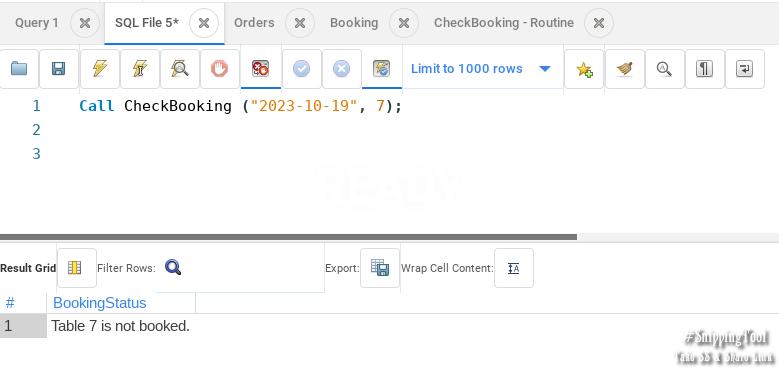 Query 1 SQL File 5* Orders Booking CheckBooking - Routine
Limit to 1000 rows
1 Call CheckBooking ("2023-10-19", 7);
2
3
READY
Result Grid Filter Rows: Export: Wrap Cell Content:
# BookingStatus
1 Table 7 is not booked.
#SnippingTool
Take SS & Share Link